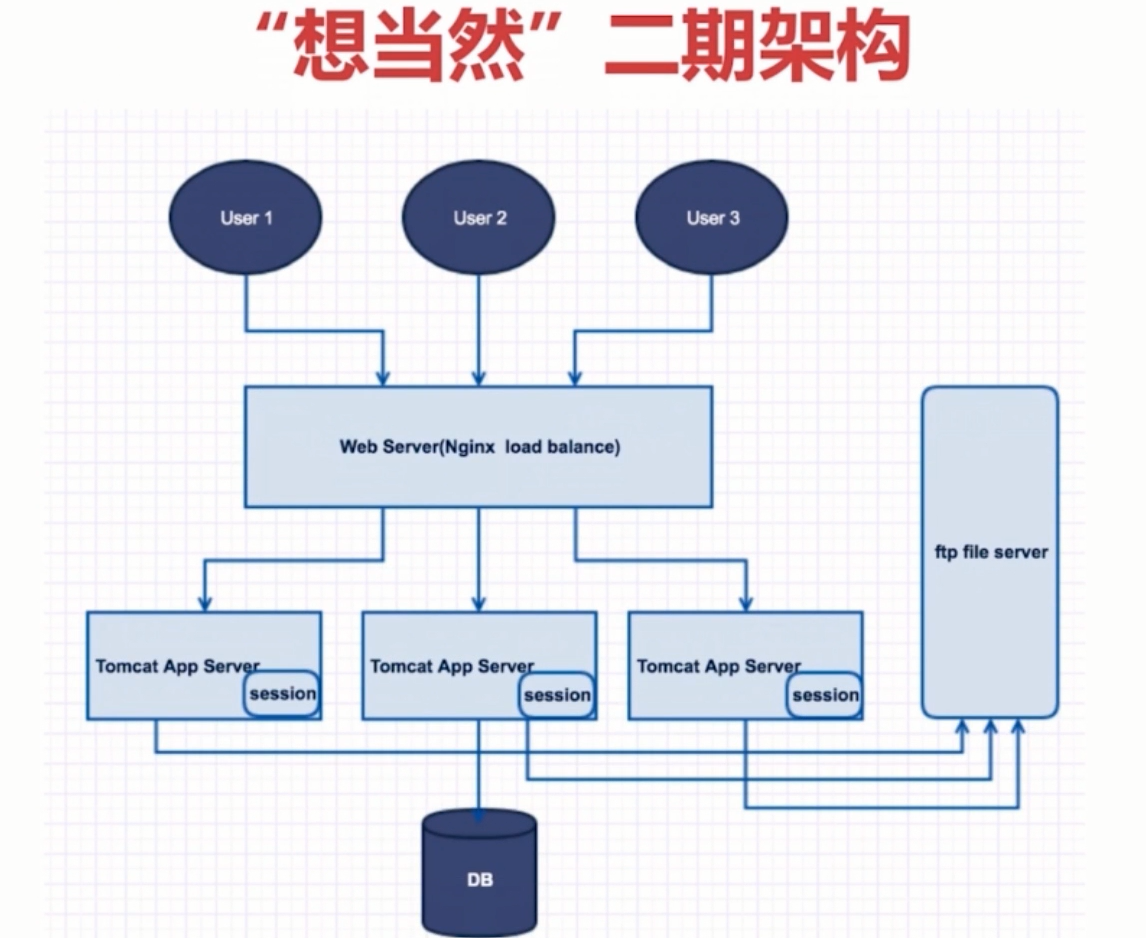 “想当然” 二期架构
User 1
User 2
User 3
Web Server(Nginx  load balance)
ftp file server
Tomcat App Server
session
Tomcat App Server
session
Tomcat App Server
session
DB